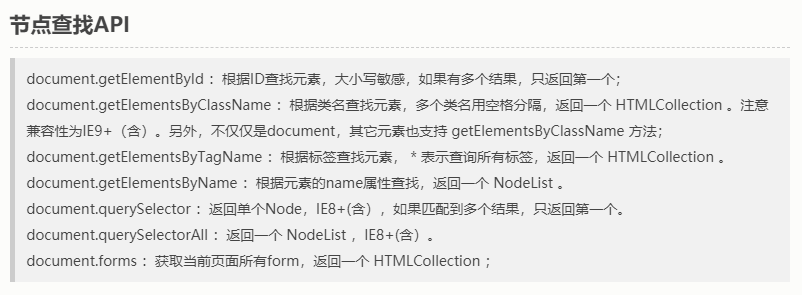 节点查找API
document.getElementById ：根据ID查找元素，大小写敏感，如果有多个结果，只返回第一个；
document.getElementsByClassName ：根据类名查找元素，多个类名用空格分隔，返回一个 HTMLCollection 。注意
兼容性为IE9+（含）。另外，不仅仅是document，其它元素也支持 getElementsByClassName 方法；
document.getElementsByTagName ：根据标签查找元素， * 表示查询所有标签，返回一个 HTMLCollection 。
document.getElementsByName ：根据元素的name属性查找，返回一个 NodeList 。
document.querySelector ：返回单个Node，IE8+(含），如果匹配到多个结果，只返回第一个。
document.querySelectorAll ：返回一个 NodeList ，IE8+(含）。
document.forms ：获取当前页面所有form，返回一个 HTMLCollection ；